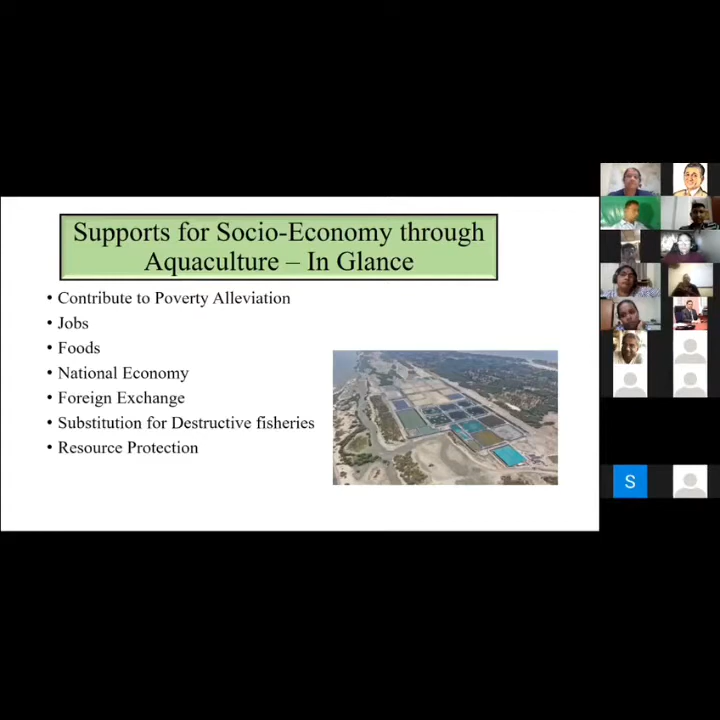 Supports for Socio-Economy through
Aquaculture – In Glance
• Contribute to Poverty Alleviation
• Jobs
• Foods
• National Economy
• Foreign Exchange
• Substitution for Destructive fisheries
• Resource Protection
S